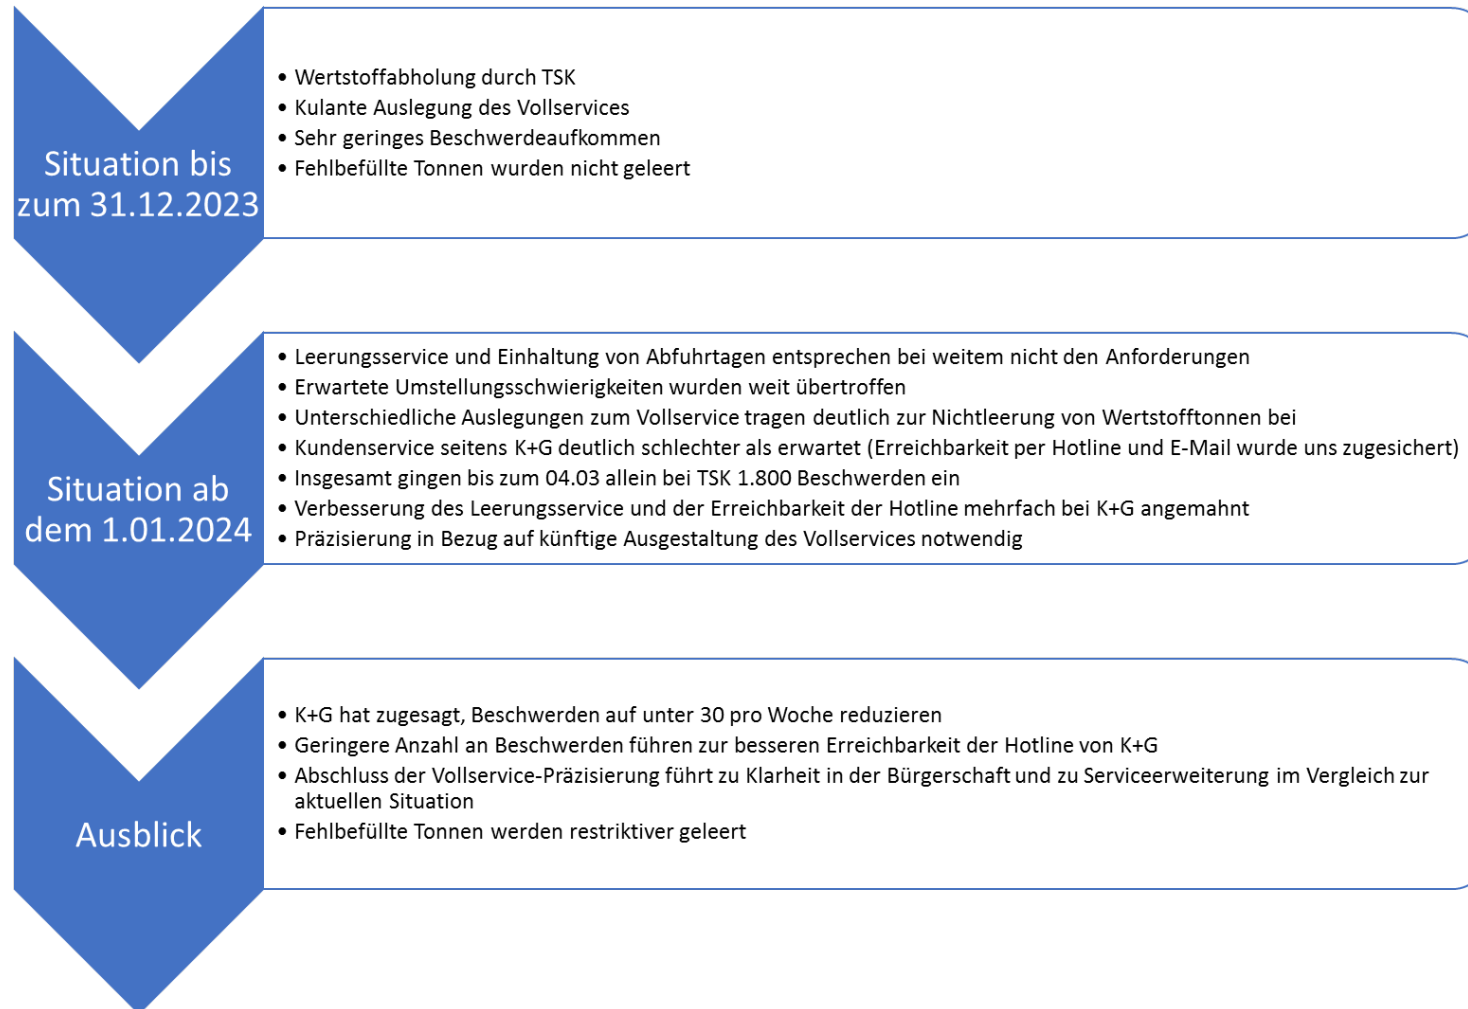 Situation bis
zum 31.12.2023
• Wertstoffabholung durch TSK
• Kulante Auslegung des Vollservices
• Sehr geringes Beschwerdeaufkommen
• Fehlbefüllte Tonnen wurden nicht geleert
Situation ab
dem 1.01.2024
• Leerungsservice und Einhaltung von Abfuhrtagen entsprechen bei weitem nicht den Anforderungen
• Erwartete Umstellungsschwierigkeiten wurden weit übertroffen
• Unterschiedliche Auslegungen zum Vollservice tragen deutlich zur Nichtleerung von Wertstofftonnen bei
• Kundenservice seitens K+G deutlich schlechter als erwartet (Erreichbarkeit per Hotline und E-Mail wurde uns zugesichert)
• Insgesamt gingen bis zum 04.03 allein bei TSK 1.800 Beschwerden ein
• Verbesserung des Leerungsservice und der Erreichbarkeit der Hotline mehrfach bei K+G angemahnt
• Präzisierung in Bezug auf künftige Ausgestaltung des Vollservices notwendig
Ausblick
• K+G hat zugesagt, Beschwerden auf unter 30 pro Woche reduzieren
• Geringere Anzahl an Beschwerden führen zur besseren Erreichbarkeit der Hotline von K+G
• Abschluss der Vollservice-Präzisierung führt zu Klarheit in der Bürgerschaft und zu Serviceerweiterung im Vergleich zur
aktuellen Situation
• Fehlbefüllte Tonnen werden restriktiver geleert